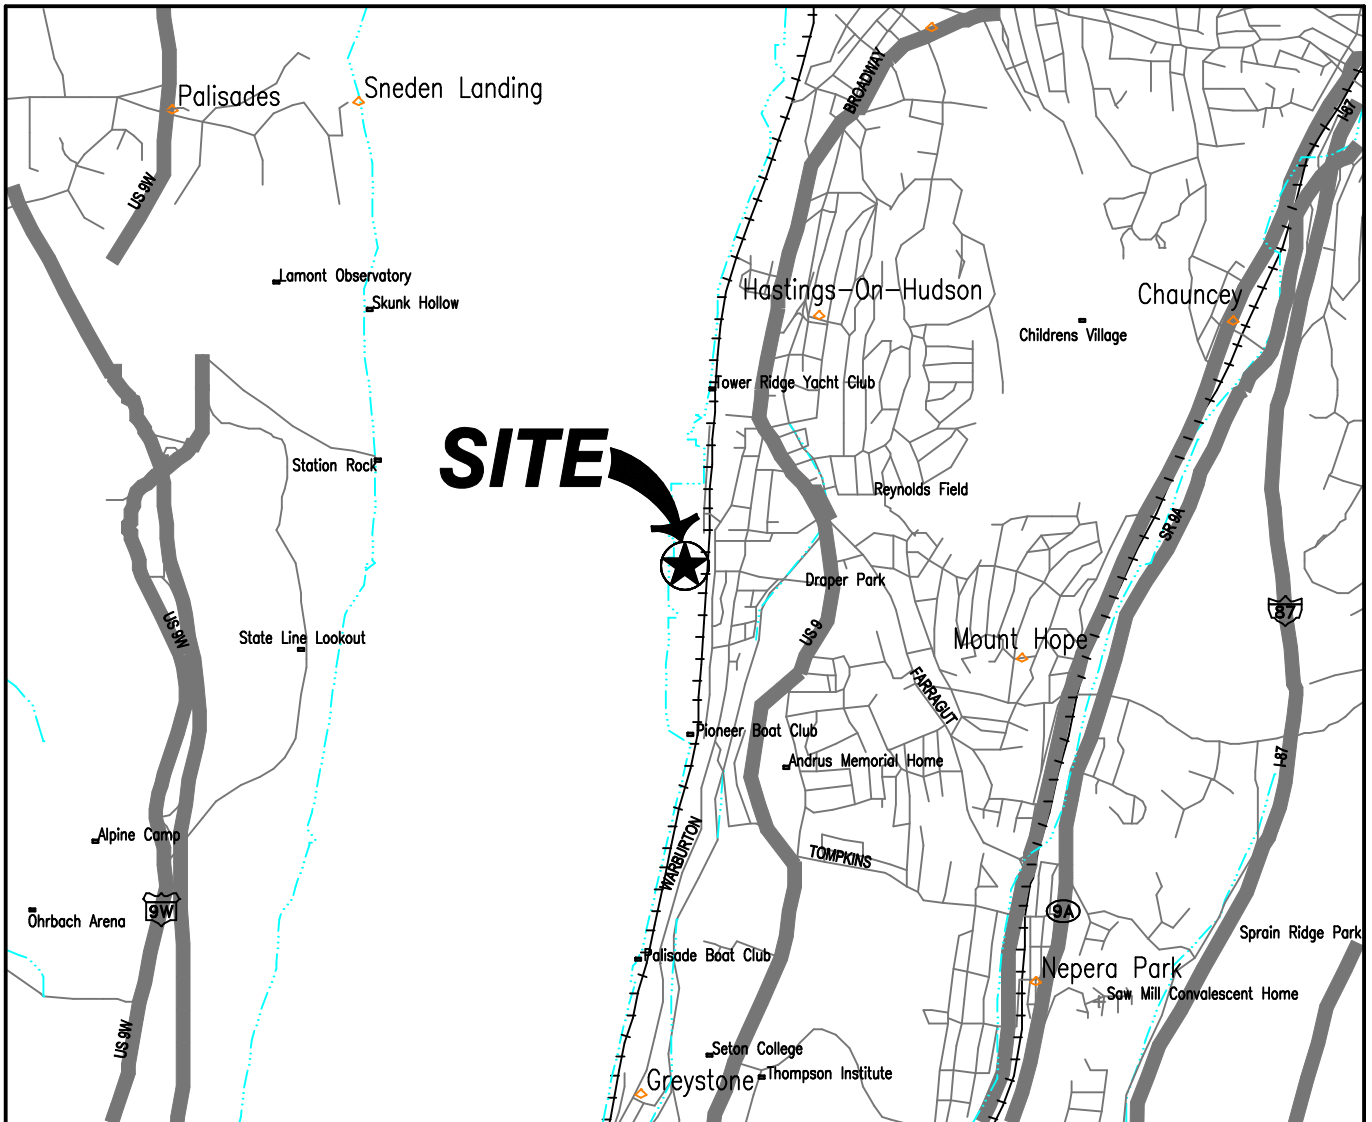 BROADWAY
Sneden Landing
Palisades
I-87
US 9W
Lamont Observatory
Skunk Hollow
Hastings-On-Hudson
Chauncey
Childrens Village
Tower Ridge Yacht Club
SITE
Station Rock
Reynolds Field
SR 9A
Draper Park
87
US 9W
US 9
State Line Lookout
Mount Hope
FARRAGUT
Pioneer Boat Club
I-87
Andrus Memorial Home
Alpine Camp
WARBURTON
TOMPKINS
9W
9A
Ohrbach Arena
Sprain Ridge Park
Palisade Boat Club
Nepera Park
Saw Mill Convalescent Home
US 9W
Seton College
Thompson Institute
Greystone